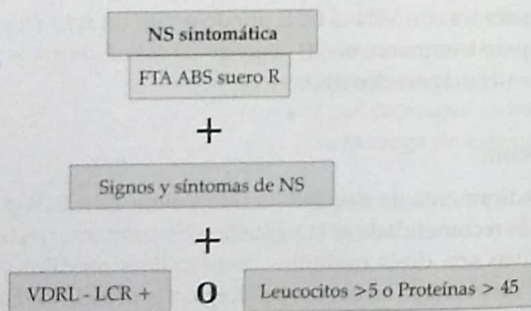 NS sintomática
FTA ABS suero R
+
Signos y síntomas de NS
+
VDRL - LCR + O Leucocitos >5 o Proteínas > 45